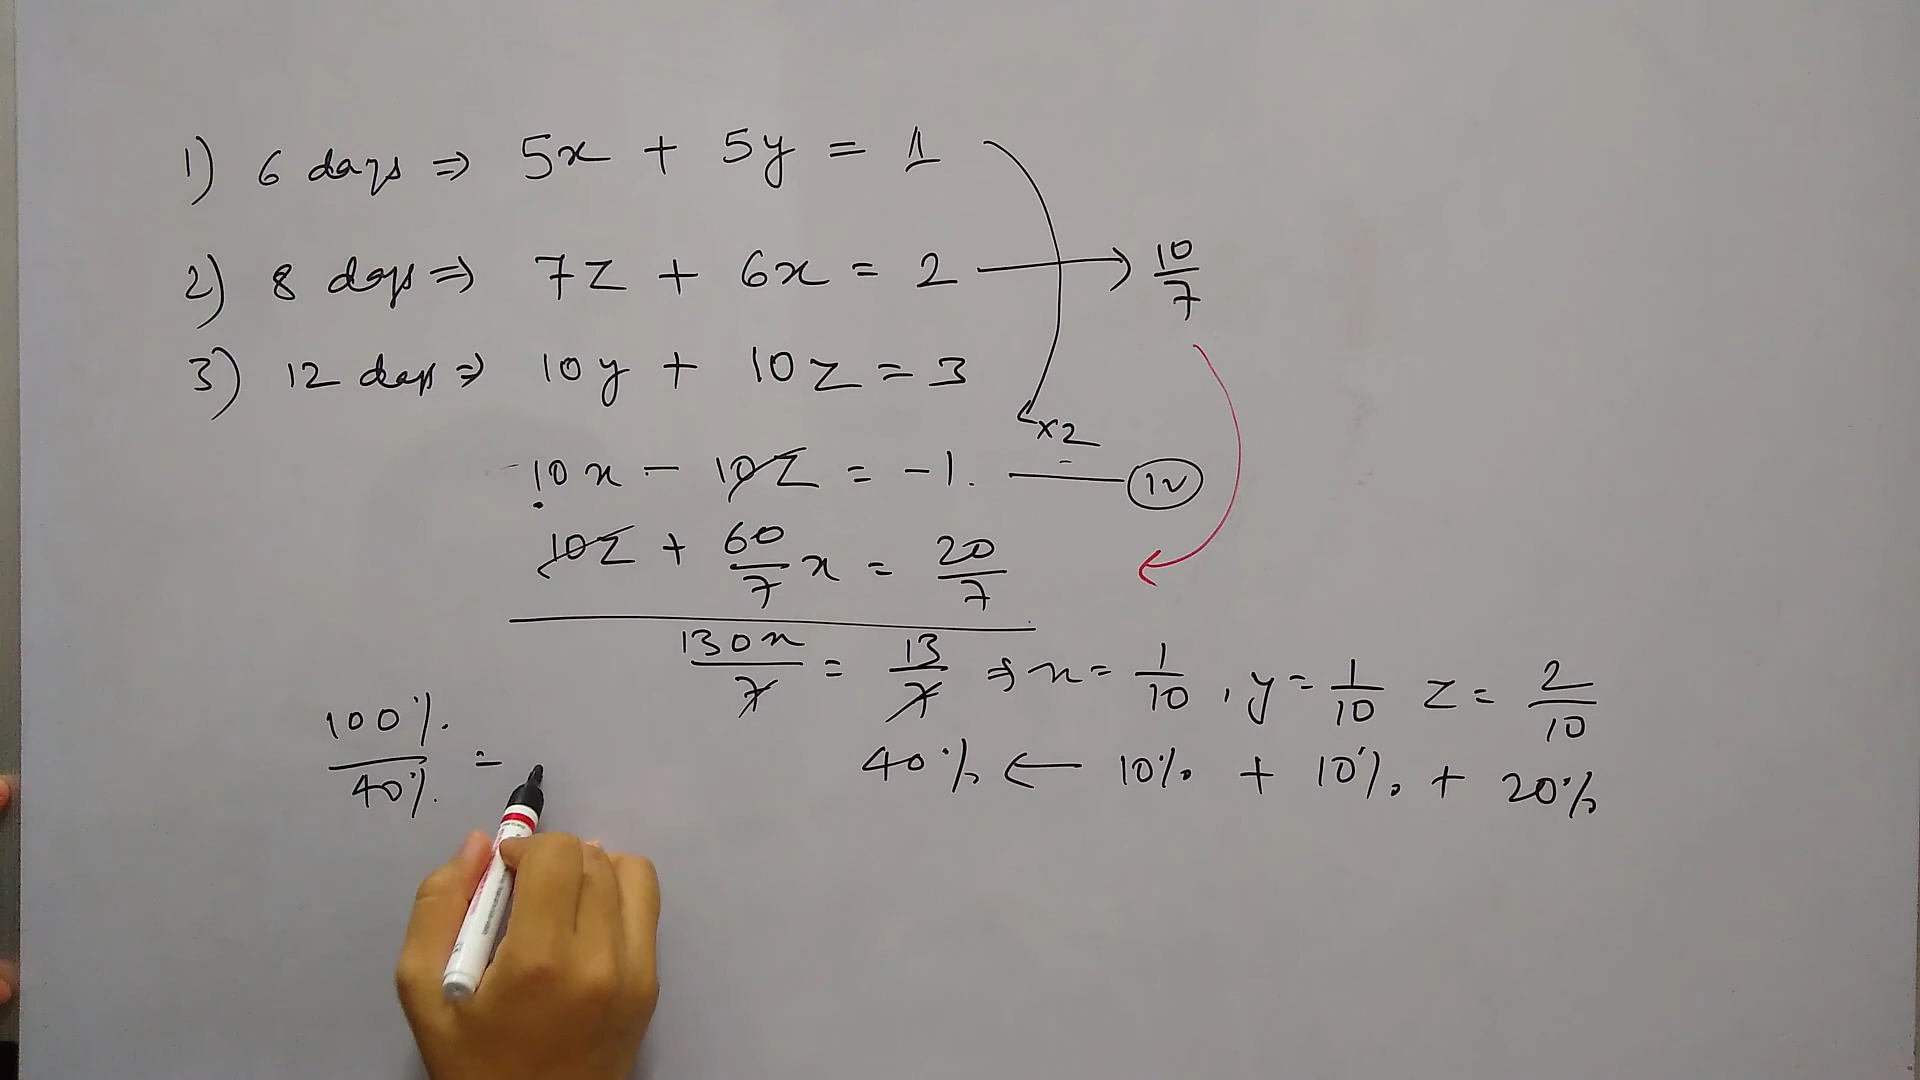 1) 6 days ⇒ 5x + 5y = 1
2) 8 days ⇒ 7z + 6x = 2 → 10/7
3) 12 days ⇒ 10y + 10z = 3
x2
10x - 10z = -1. iv
10z + 60/7 x = 20/7
130x/7 = 13/7 ⇒ x = 1/10, y = 1/10 z = 2/10
40% ← 10% + 10% + 20%
100%/40% =